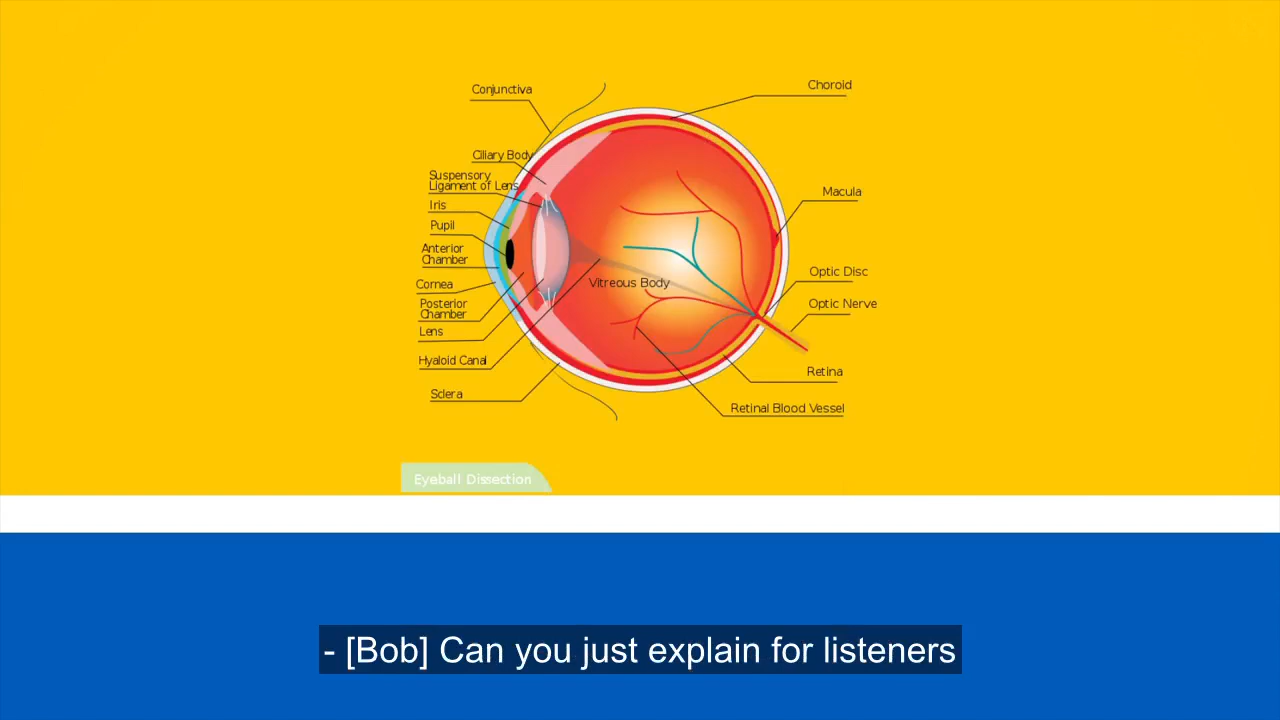 Conjunctiva
Ciliary Body
Suspensory
Ligament of Lens
Iris
Pupil
Anterior
Chamber
Cornea
Posterior
Chamber
Lens
Hyaloid Canal
Sclera
Vitreous Body
Choroid
Macula
Optic Disc
Optic Nerve
Retina
Retinal Blood Vessel
Eyeball Dissection
- [Bob] Can you just explain for listeners